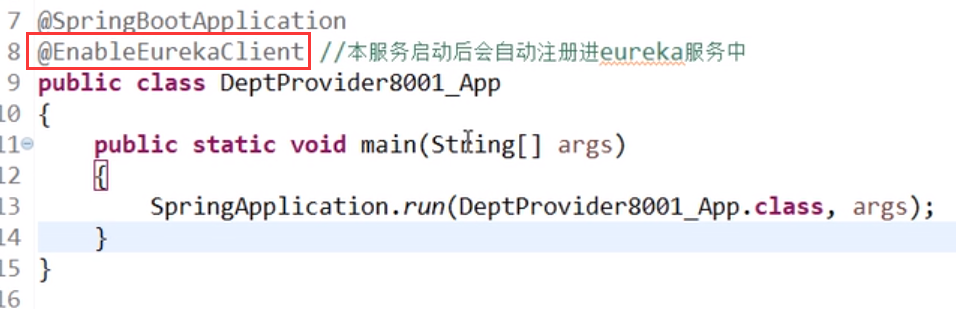 7 @SpringBootApplication
8 @EnableEurekaClient //本服务启动后会自动注册进eureka服务中
9 public class DeptProvider8001_App
10 {
11 public static void main(String[] args)
12 {
13 SpringApplication.run(DeptProvider8001_App.class, args);
14 }
15 }
16